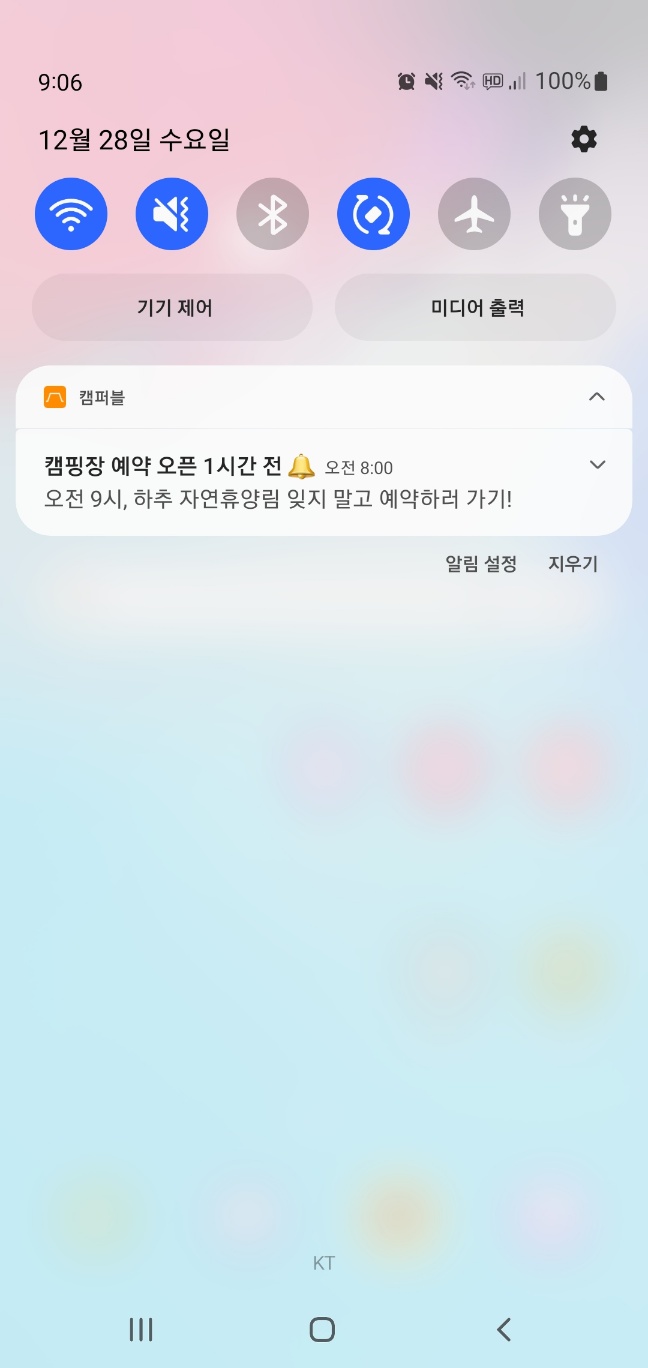 9:06
HD
100%
12월 28일 수요일
기기 제어
미디어 출력
캠퍼블
캠핑장 예약 오픈 1시간 전🔔 오전 8:00
오전 9시, 하추 자연휴양림 잊지 말고 예약하러 가기!
알림 설정
지우기
KT